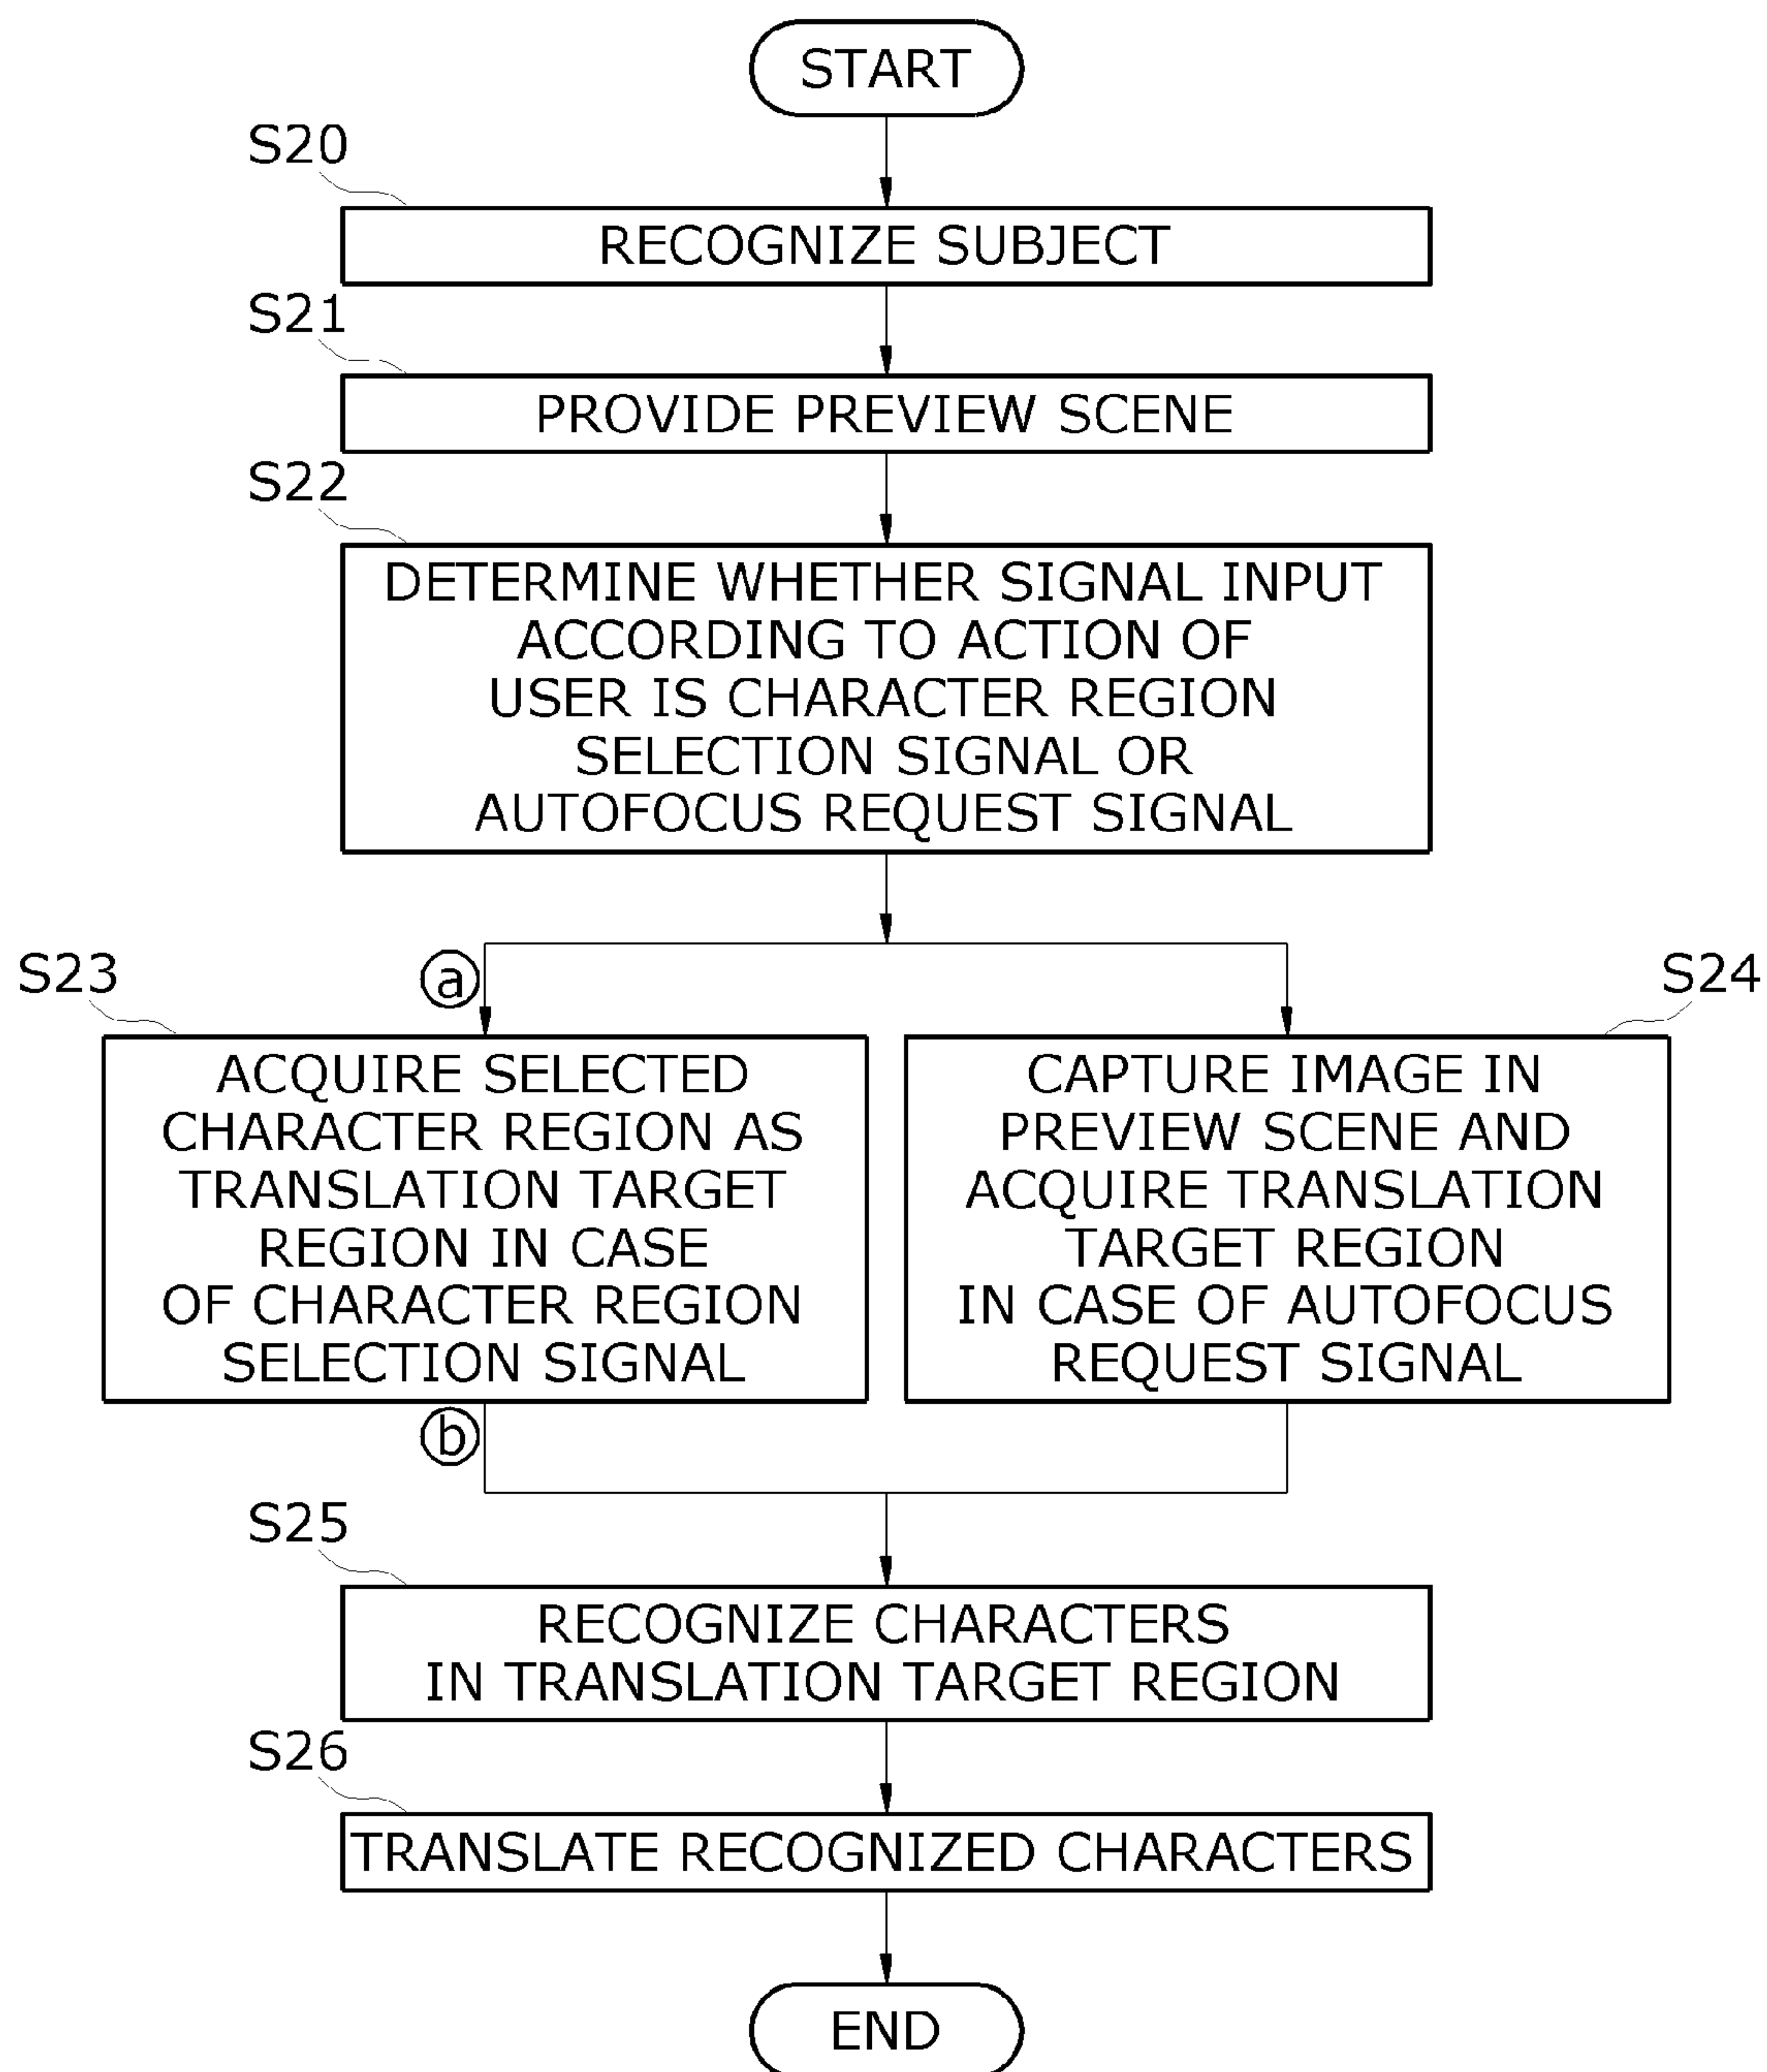 START
S20
RECOGNIZE SUBJECT
S21
PROVIDE PREVIEW SCENE
S22
DETERMINE WHETHER SIGNAL INPUT
ACCORDING TO ACTION OF
USER IS CHARACTER REGION
SELECTION SIGNAL OR
AUTOFOCUS REQUEST SIGNAL
a
S23
ACQUIRE SELECTED
CHARACTER REGION AS
TRANSLATION TARGET
REGION IN CASE
OF CHARACTER REGION
SELECTION SIGNAL
b
S24
CAPTURE IMAGE IN
PREVIEW SCENE AND
ACQUIRE TRANSLATION
TARGET REGION
IN CASE OF AUTOFOCUS
REQUEST SIGNAL
S25
RECOGNIZE CHARACTERS
IN TRANSLATION TARGET REGION
S26
TRANSLATE RECOGNIZED CHARACTERS
END